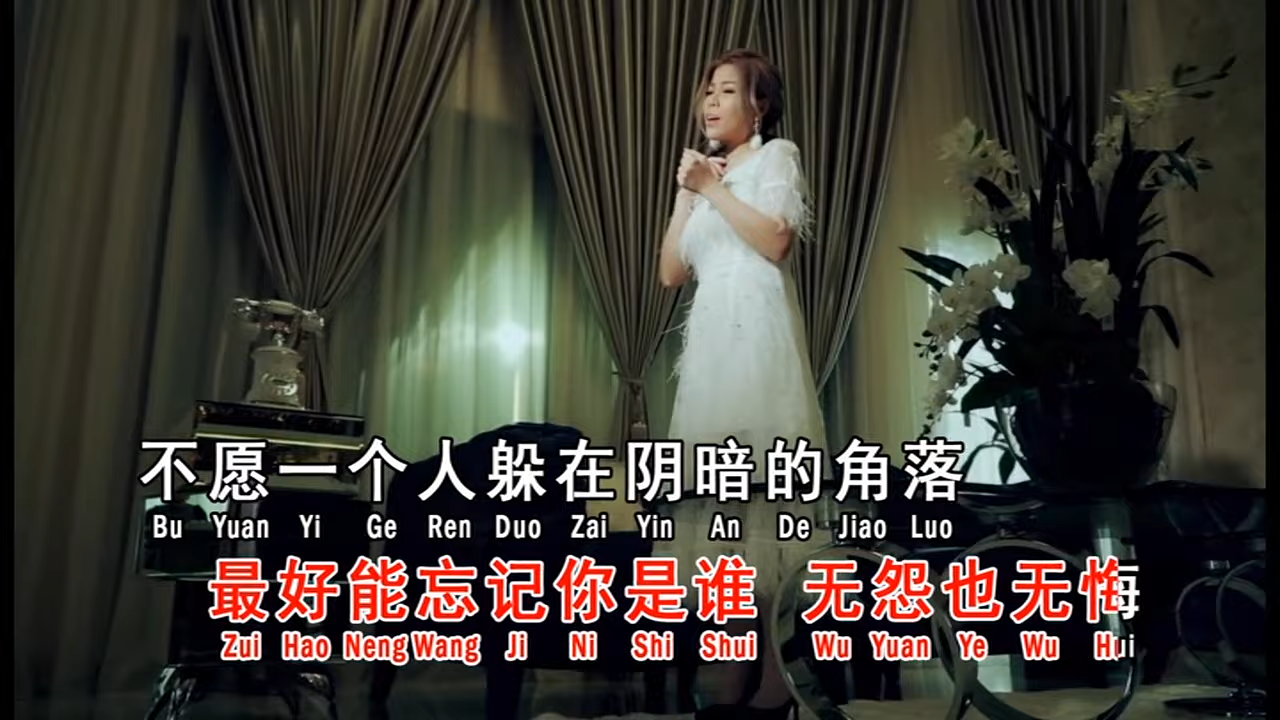 不愿一个人躲在阴暗的角落
Bu Yuan Yi Ge Ren Duo Zai Yin An De Jiao Luo
最好能忘记你是谁 无怨也无悔
Zui Hao Neng Wang Ji Ni Shi Shui Wu Yuan Ye Wu Hui